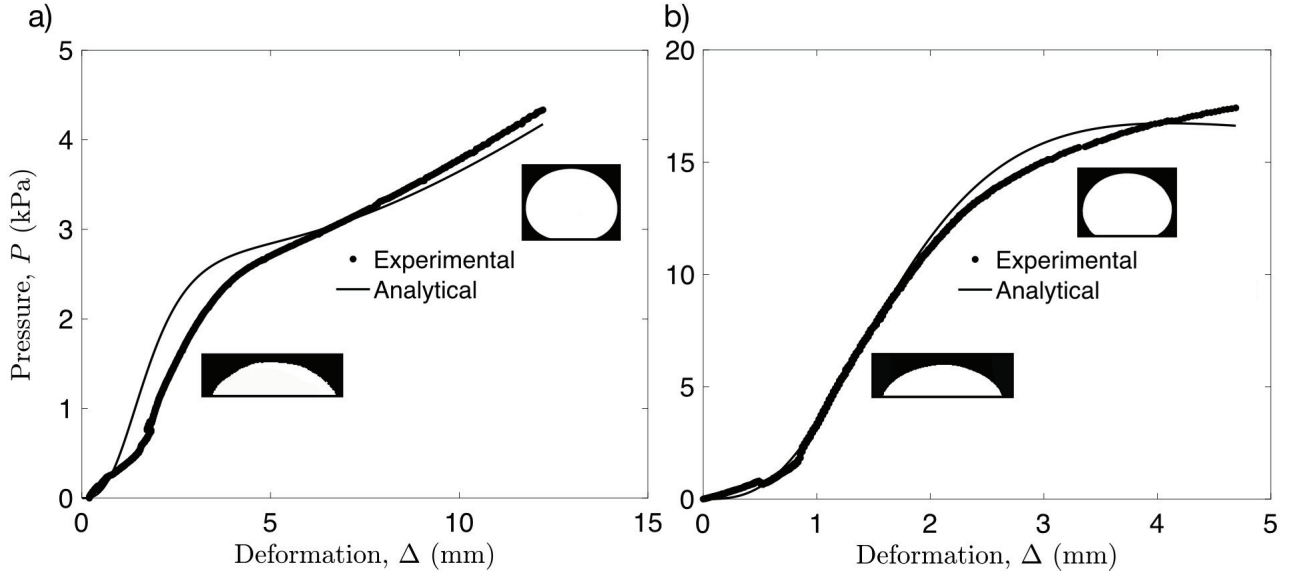 a)
5
4
3
2
1
0
Pressure, P (kPa)
Experimental
Analytical
0
5
10
15
Deformation, Δ (mm)
b)
20
15
10
5
0
Experimental
Analytical
0
1
2
3
4
5
Deformation, Δ (mm)